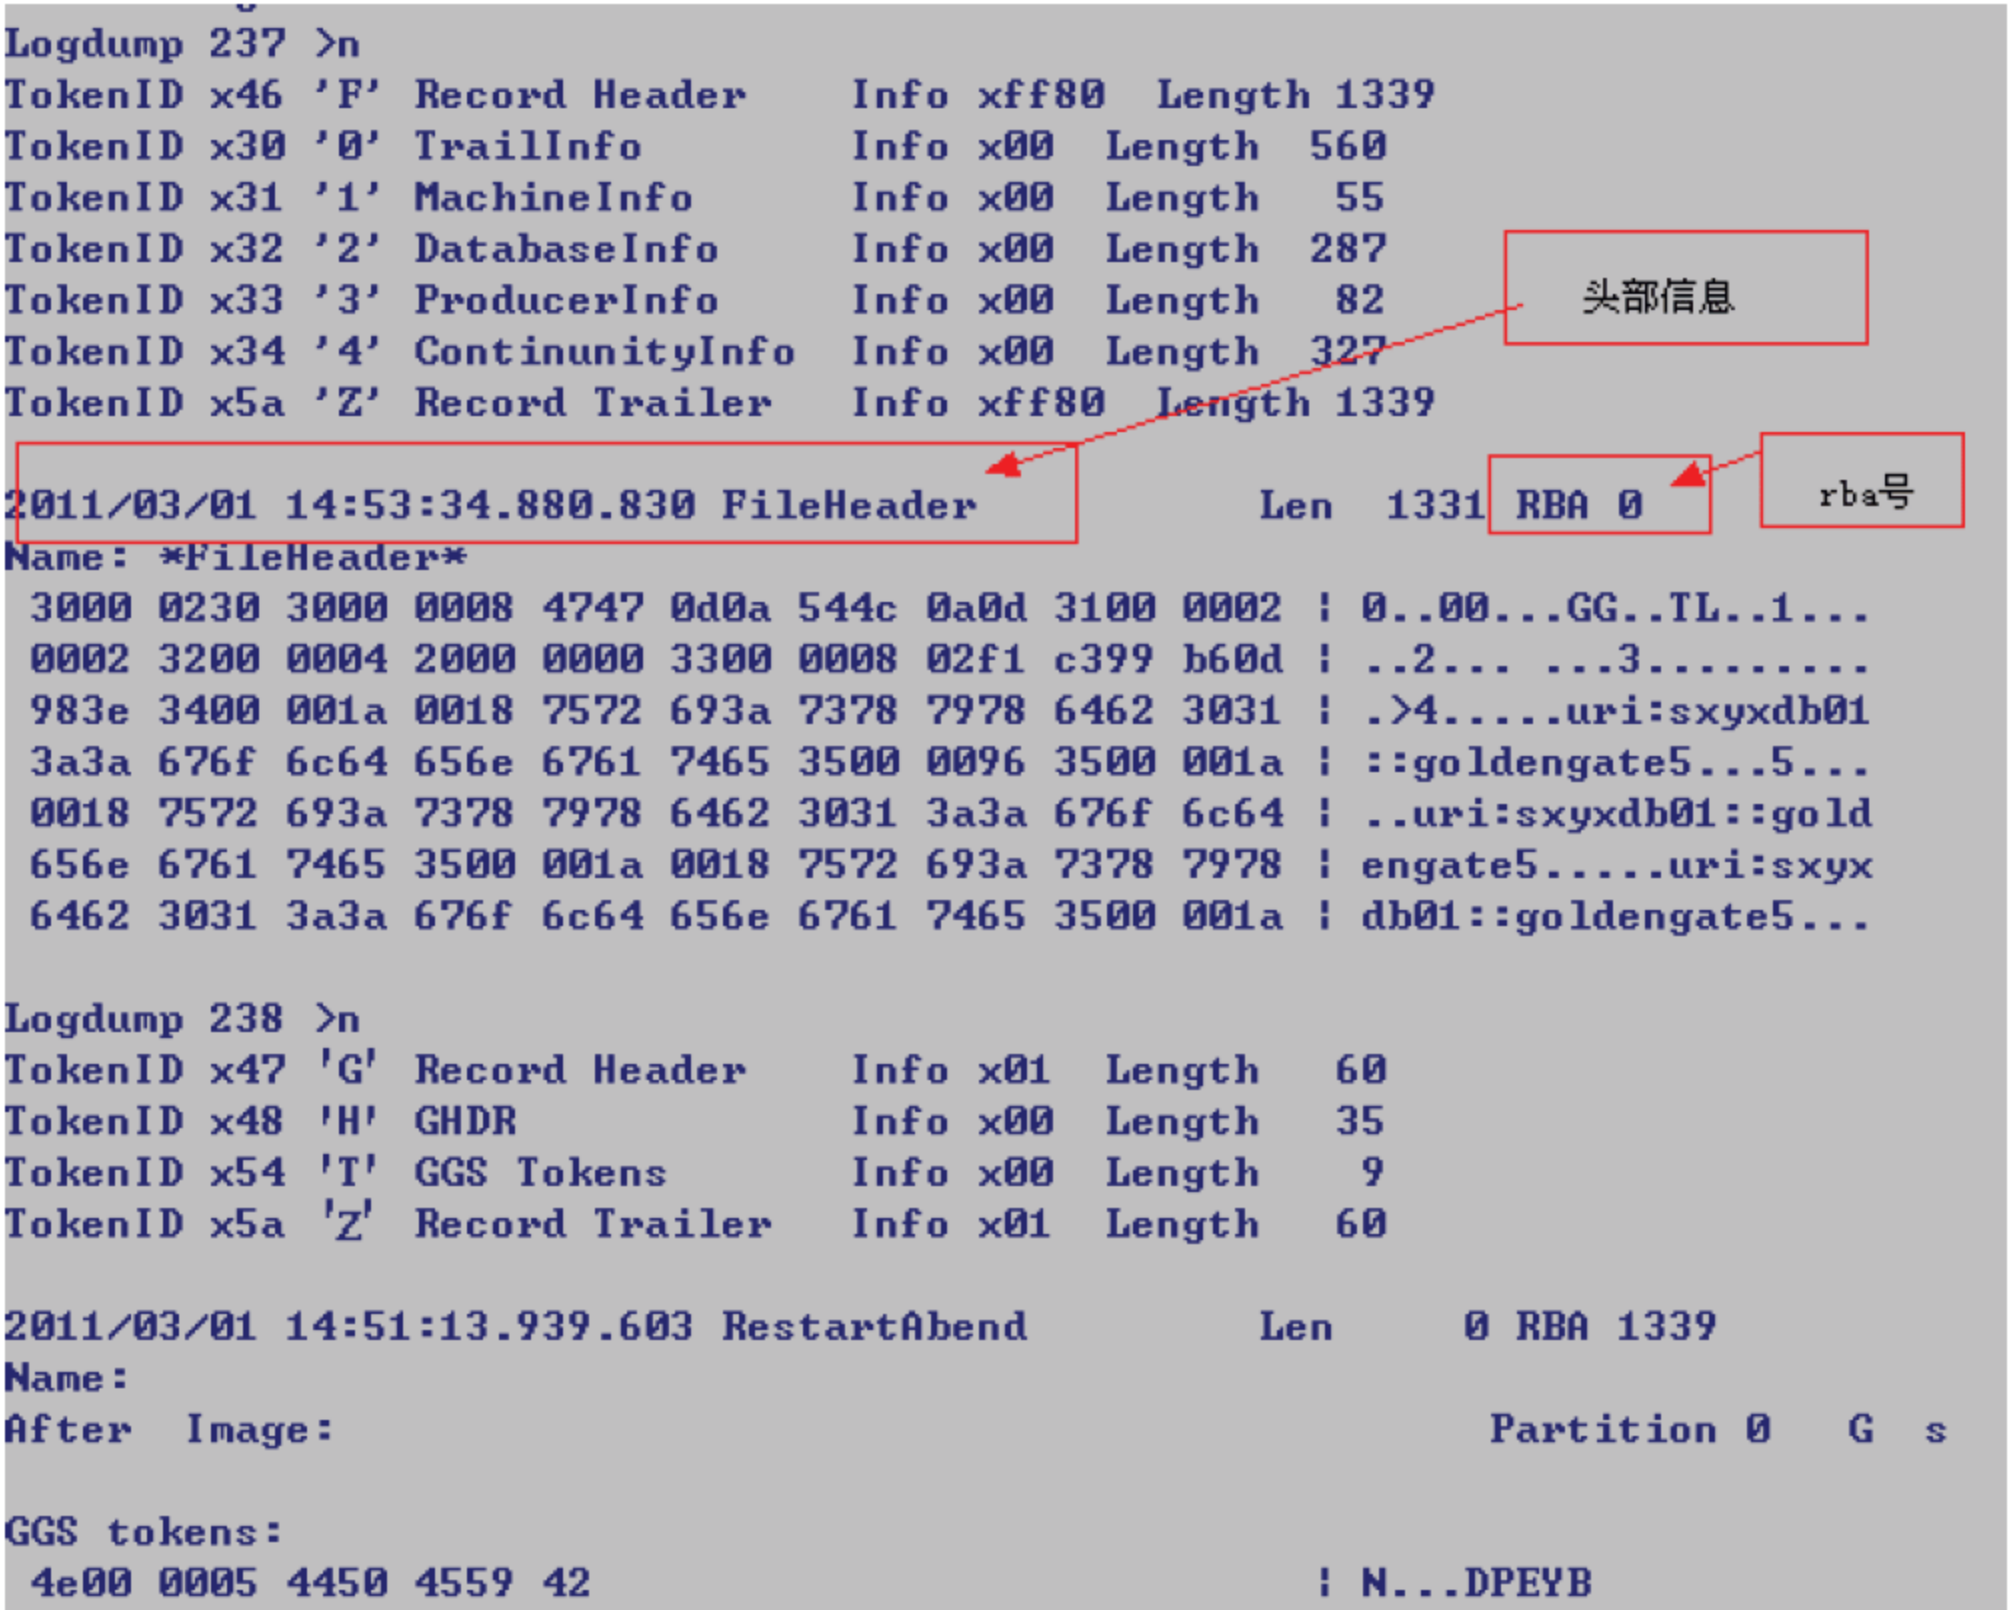 Logdump 237 >n
TokenID x46 'F' Record Header Info xff80 Length 1339
TokenID x30 '0' TrailInfo Info x00 Length 560
TokenID x31 '1' MachineInfo Info x00 Length 55
TokenID x32 '2' DatabaseInfo Info x00 Length 287
TokenID x33 '3' ProducerInfo Info x00 Length 82
头部信息
TokenID x34 '4' ContinunityInfo Info x00 Length 327
TokenID x5a 'Z' Record Trailer Info xff80 Length 1339
2011/03/01 14:53:34.880.830 FileHeader Len 1331 RBA 0
rba号
Name: *FileHeader*
3000 0230 3000 0008 4747 0d0a 544c 0a0d 3100 0002 | 0..00...GG..TL..1...
0002 3200 0004 2000 0000 3300 0008 02f1 c399 b60d | ..2... ...3.........
983e 3400 001a 0018 7572 693a 7378 7978 6462 3031 | .>4.....uri:sxyxdb01
3a3a 676f 6c64 656e 6761 7465 3500 0096 3500 001a | ::goldengate5...5...
0018 7572 693a 7378 7978 6462 3031 3a3a 676f 6c64 | ..uri:sxyxdb01::gold
656e 6761 7465 3500 001a 0018 7572 693a 7378 7978 | engate5.....uri:sxyx
6462 3031 3a3a 676f 6c64 656e 6761 7465 3500 001a | db01::goldengate5...
Logdump 238 >n
TokenID x47 'G' Record Header Info x01 Length 60
TokenID x48 'H' GHDR Info x00 Length 35
TokenID x54 'T' GGS Tokens Info x00 Length 9
TokenID x5a 'Z' Record Trailer Info x01 Length 60
2011/03/01 14:51:13.939.603 RestartAbend Len 0 RBA 1339
Name:
After Image: Partition 0 G s
GGS tokens:
4e00 0005 4450 4559 42 | N...DPEYB